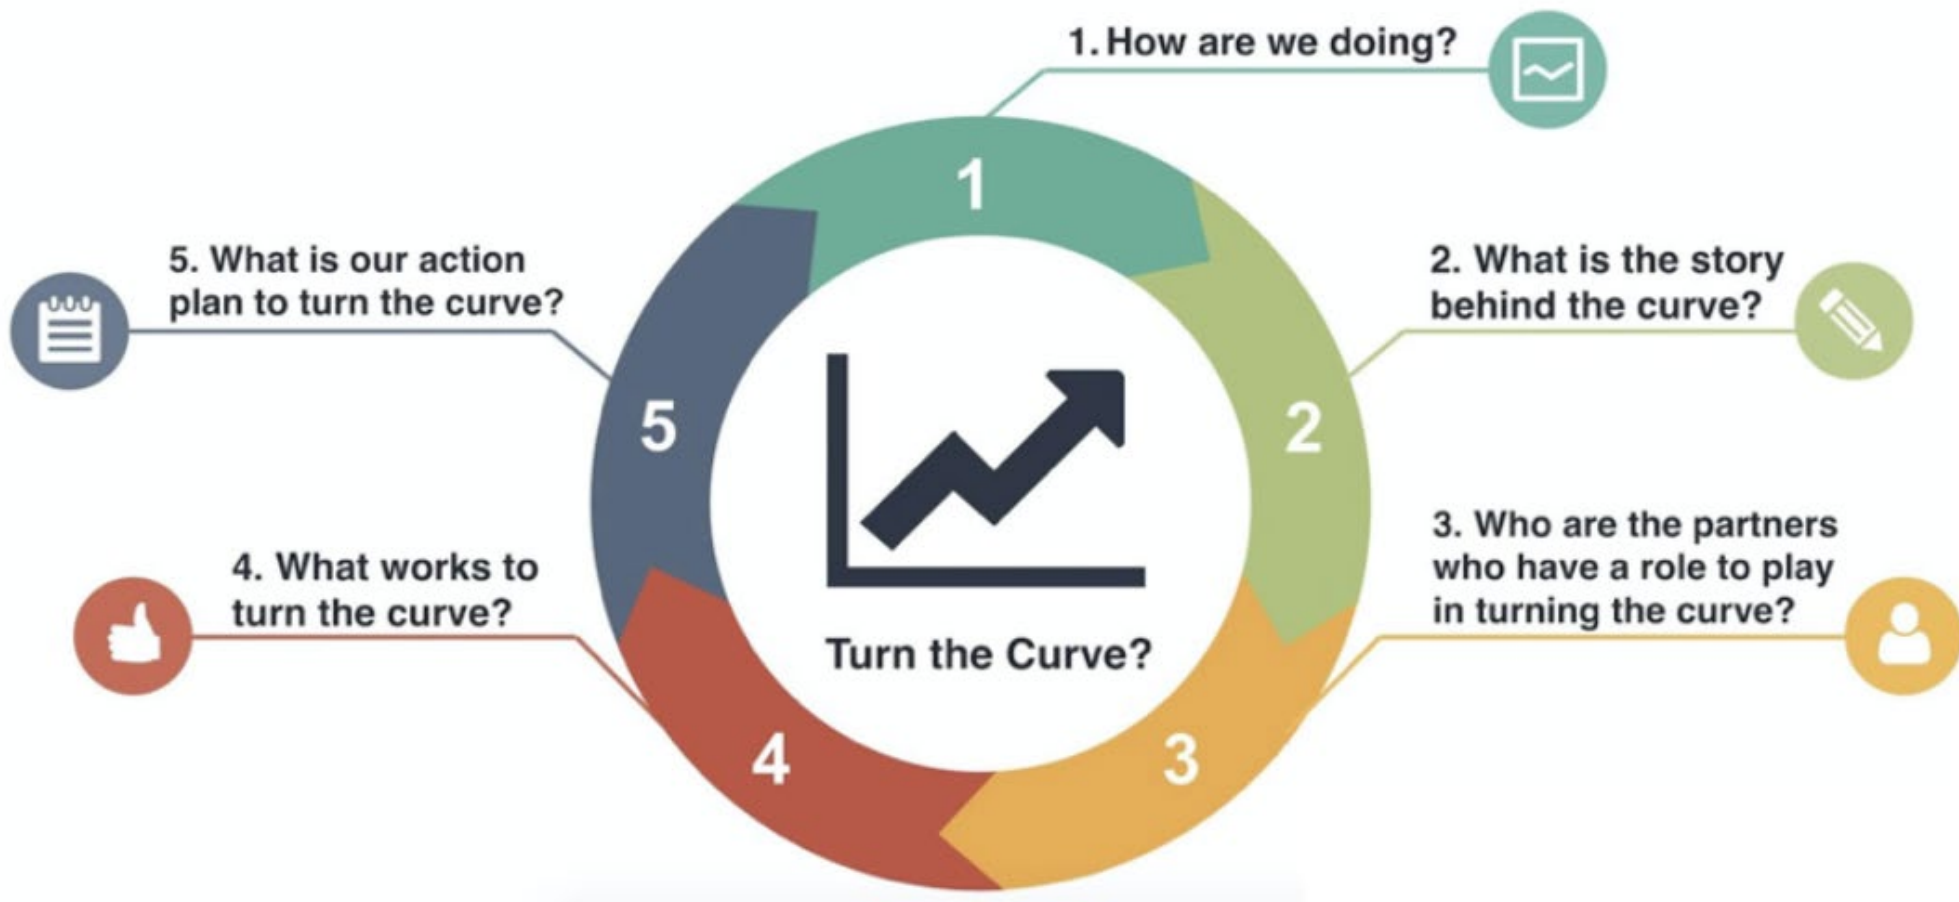 1. How are we doing?
1
2. What is the story
behind the curve?
2
3. Who are the partners
who have a role to play
in turning the curve?
3
4. What works to
turn the curve?
4
5. What is our action
plan to turn the curve?
5
Turn the Curve?